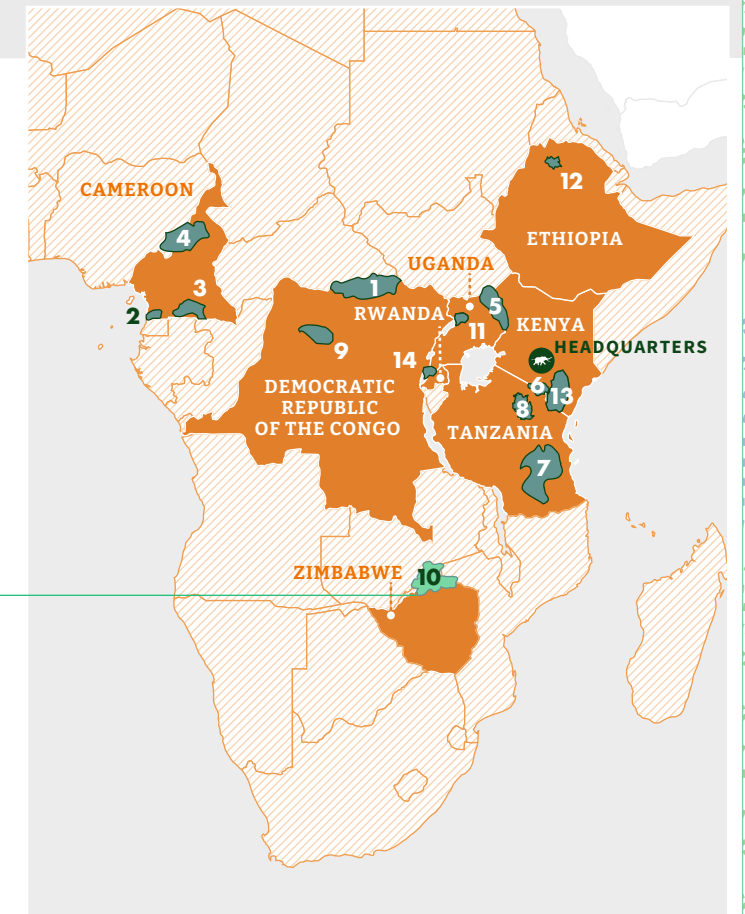 CAMEROON
12
4
ETHIOPIA
UGANDA
3
1
5
2
RWANDA
KENYA
11
9
HEADQUARTERS
14
6
13
DEMOCRATIC
REPUBLIC
OF THE CONGO
8
TANZANIA
7
ZIMBABWE
10